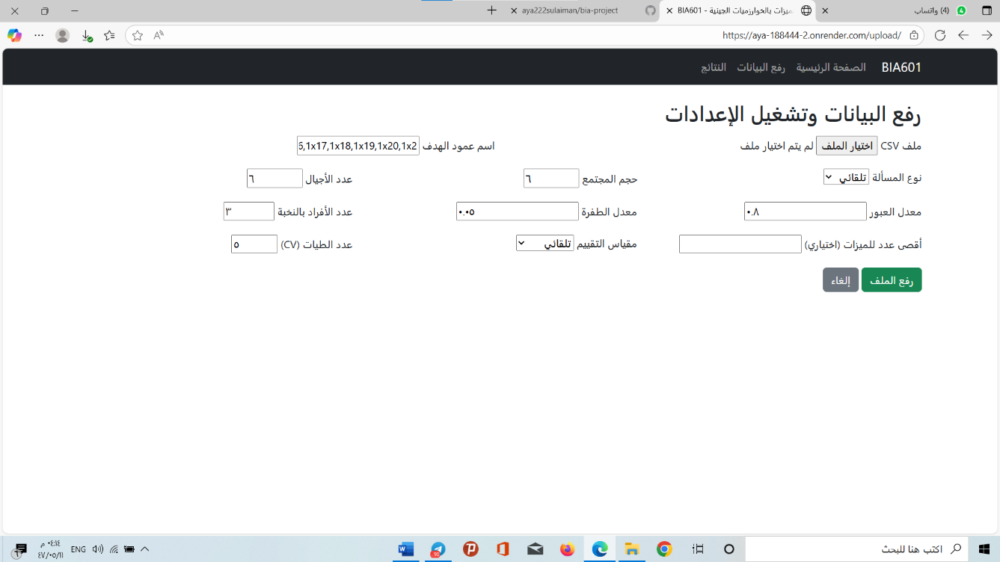 (4) واتساب
BIA601 - ميزات بالخوارزميات الجينية
aya222sulaiman/bia-project
https://aya-188444-2.onrender.com/upload/
BIA601 الصفحة الرئيسية رفع البيانات النتائج
رفع البيانات وتشغيل الإعدادات
ملف CSV اختيار الملف لم يتم اختيار ملف اسم عمود الهدف 6,1x17,1x18,1x19,1x20,1x2
نوع المسألة تلقائي حجم المجتمع ٦ عدد الأجيال ٦
معدل العبور ٠.٨ معدل الطفرة ٠.٠٥ عدد الأفراد بالنخبة ٣
أقصى عدد للميزات (اختياري) مقياس التقييم تلقائي عدد الطيات (CV) ٥
رفع الملف إلغاء
اكتب هنا للبحث
90
ENG
٠٤:١٤ م
٤٧/٠٥/١١